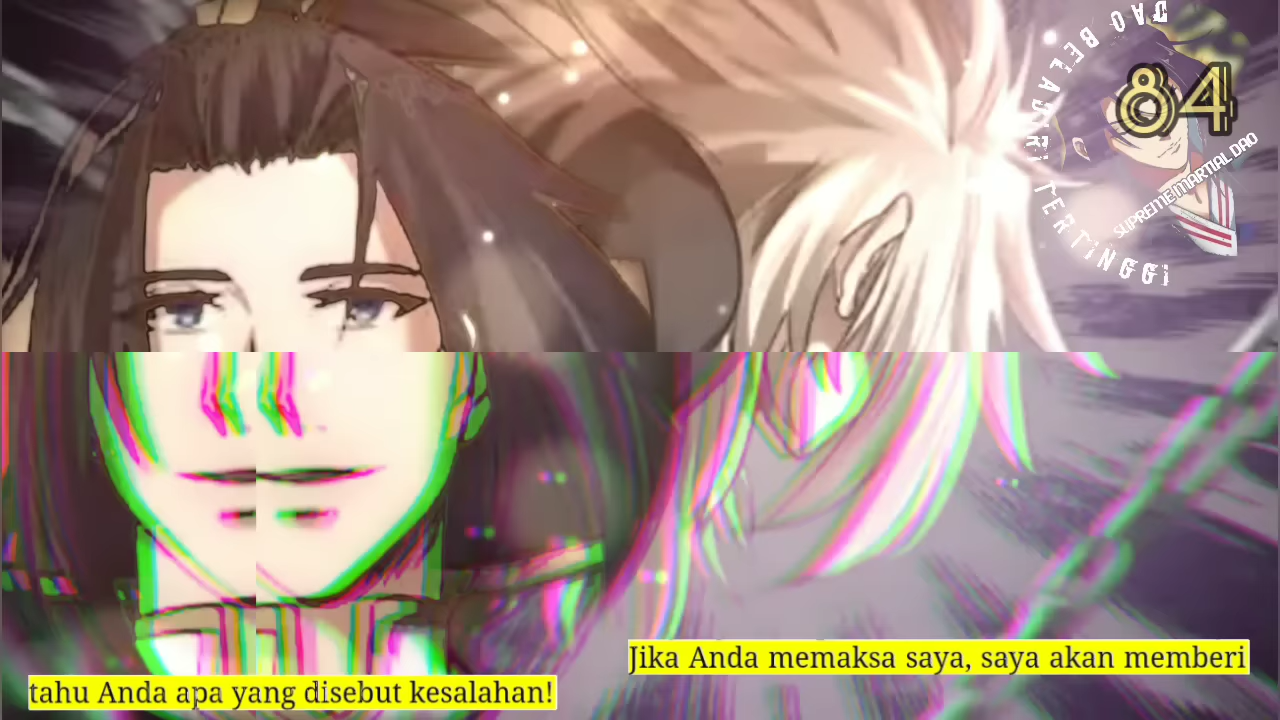 DAO BELADIRI TERTINGGI
84
SUPREME MARTIAL DAO
Jika Anda memaksa saya, saya akan memberi
tahu Anda apa yang disebut kesalahan!